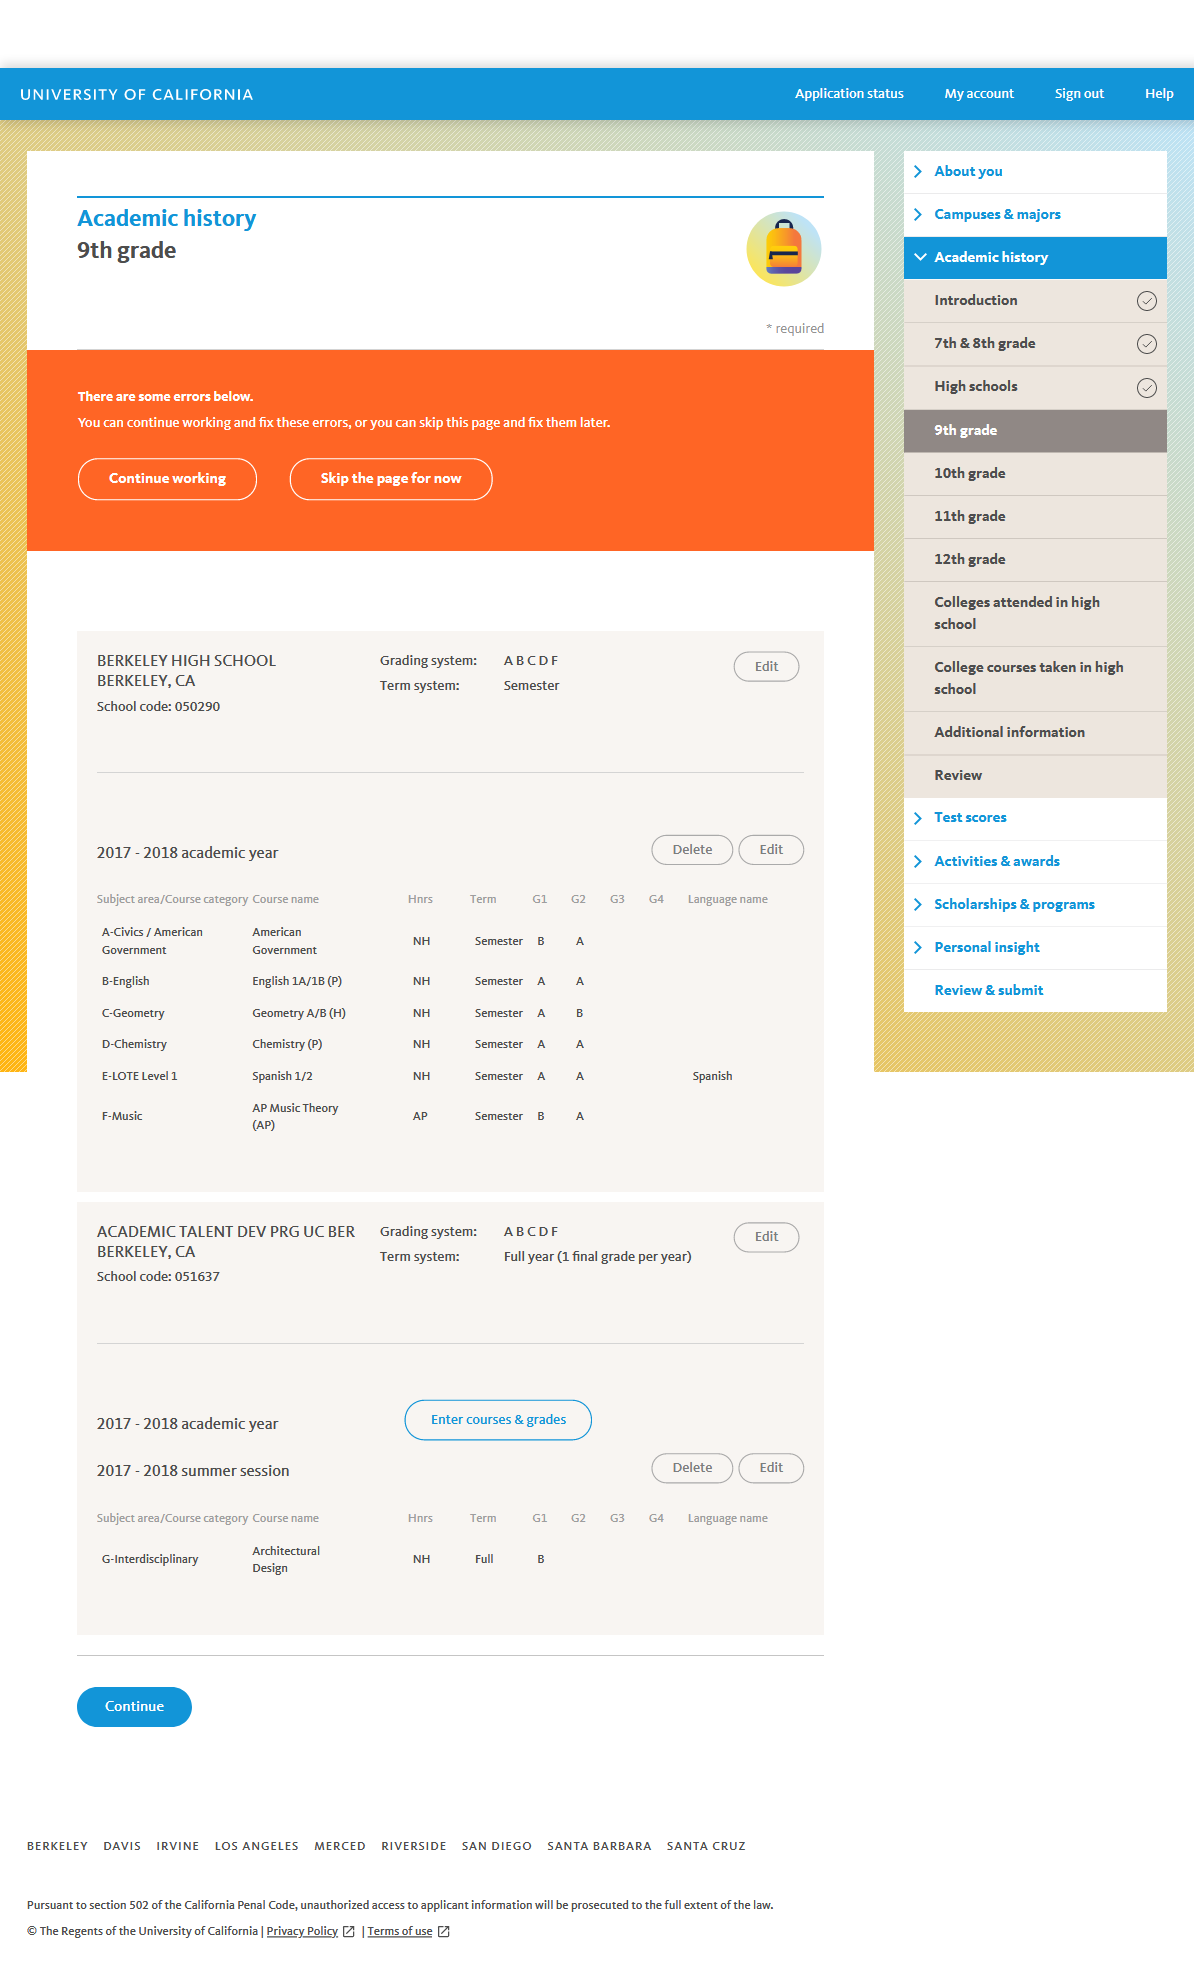 UNIVERSITY OF CALIFORNIA
Application status
My account
Sign out
Help
Academic history
9th grade
* required
There are some errors below.
You can continue working and fix these errors, or you can skip this page and fix them later.
Continue working
Skip the page for now
BERKELEY HIGH SCHOOL
BERKELEY, CA
School code: 050290
Grading system: A B C D F
Term system: Semester
Edit
2017 - 2018 academic year
Delete
Edit
Subject area/Course category Course name Hnrs Term G1 G2 G3 G4 Language name
A-Civics / American Government American Government NH Semester B A
B-English English 1A/1B (P) NH Semester A A
C-Geometry Geometry A/B (H) NH Semester A B
D-Chemistry Chemistry (P) NH Semester A A
E-LOTE Level 1 Spanish 1/2 NH Semester A A Spanish
F-Music AP Music Theory (AP) AP Semester B A
ACADEMIC TALENT DEV PRG UC BER
BERKELEY, CA
School code: 051637
Grading system: A B C D F
Term system: Full year (1 final grade per year)
Edit
2017 - 2018 academic year
Enter courses & grades
2017 - 2018 summer session
Delete
Edit
Subject area/Course category Course name Hnrs Term G1 G2 G3 G4 Language name
G-Interdisciplinary Architectural Design NH Full B
Continue
About you
Campuses & majors
Academic history
Introduction
7th & 8th grade
High schools
9th grade
10th grade
11th grade
12th grade
Colleges attended in high
school
College courses taken in high
school
Additional information
Review
Test scores
Activities & awards
Scholarships & programs
Personal insight
Review & submit
BERKELEY DAVIS IRVINE LOS ANGELES MERCED RIVERSIDE SAN DIEGO SANTA BARBARA SANTA CRUZ
Pursuant to section 502 of the California Penal Code, unauthorized access to applicant information will be prosecuted to the full extent of the law.
© The Regents of the University of California | Privacy Policy | Terms of use